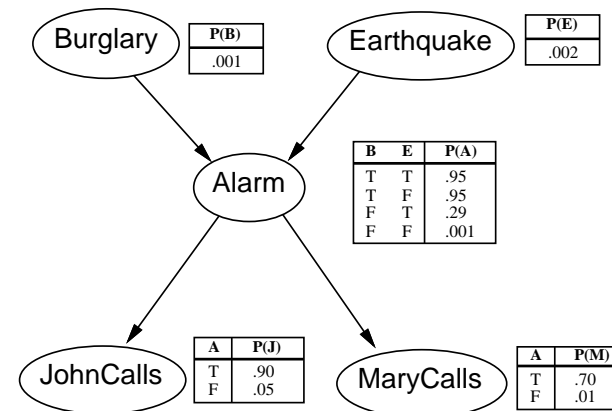 Burglary
P(B)
.001
Earthquake
P(E)
.002
Alarm
B E P(A)
T T .95
T F .95
F T .29
F F .001
JohnCalls
A P(J)
T .90
F .05
MaryCalls
A P(M)
T .70
F .01